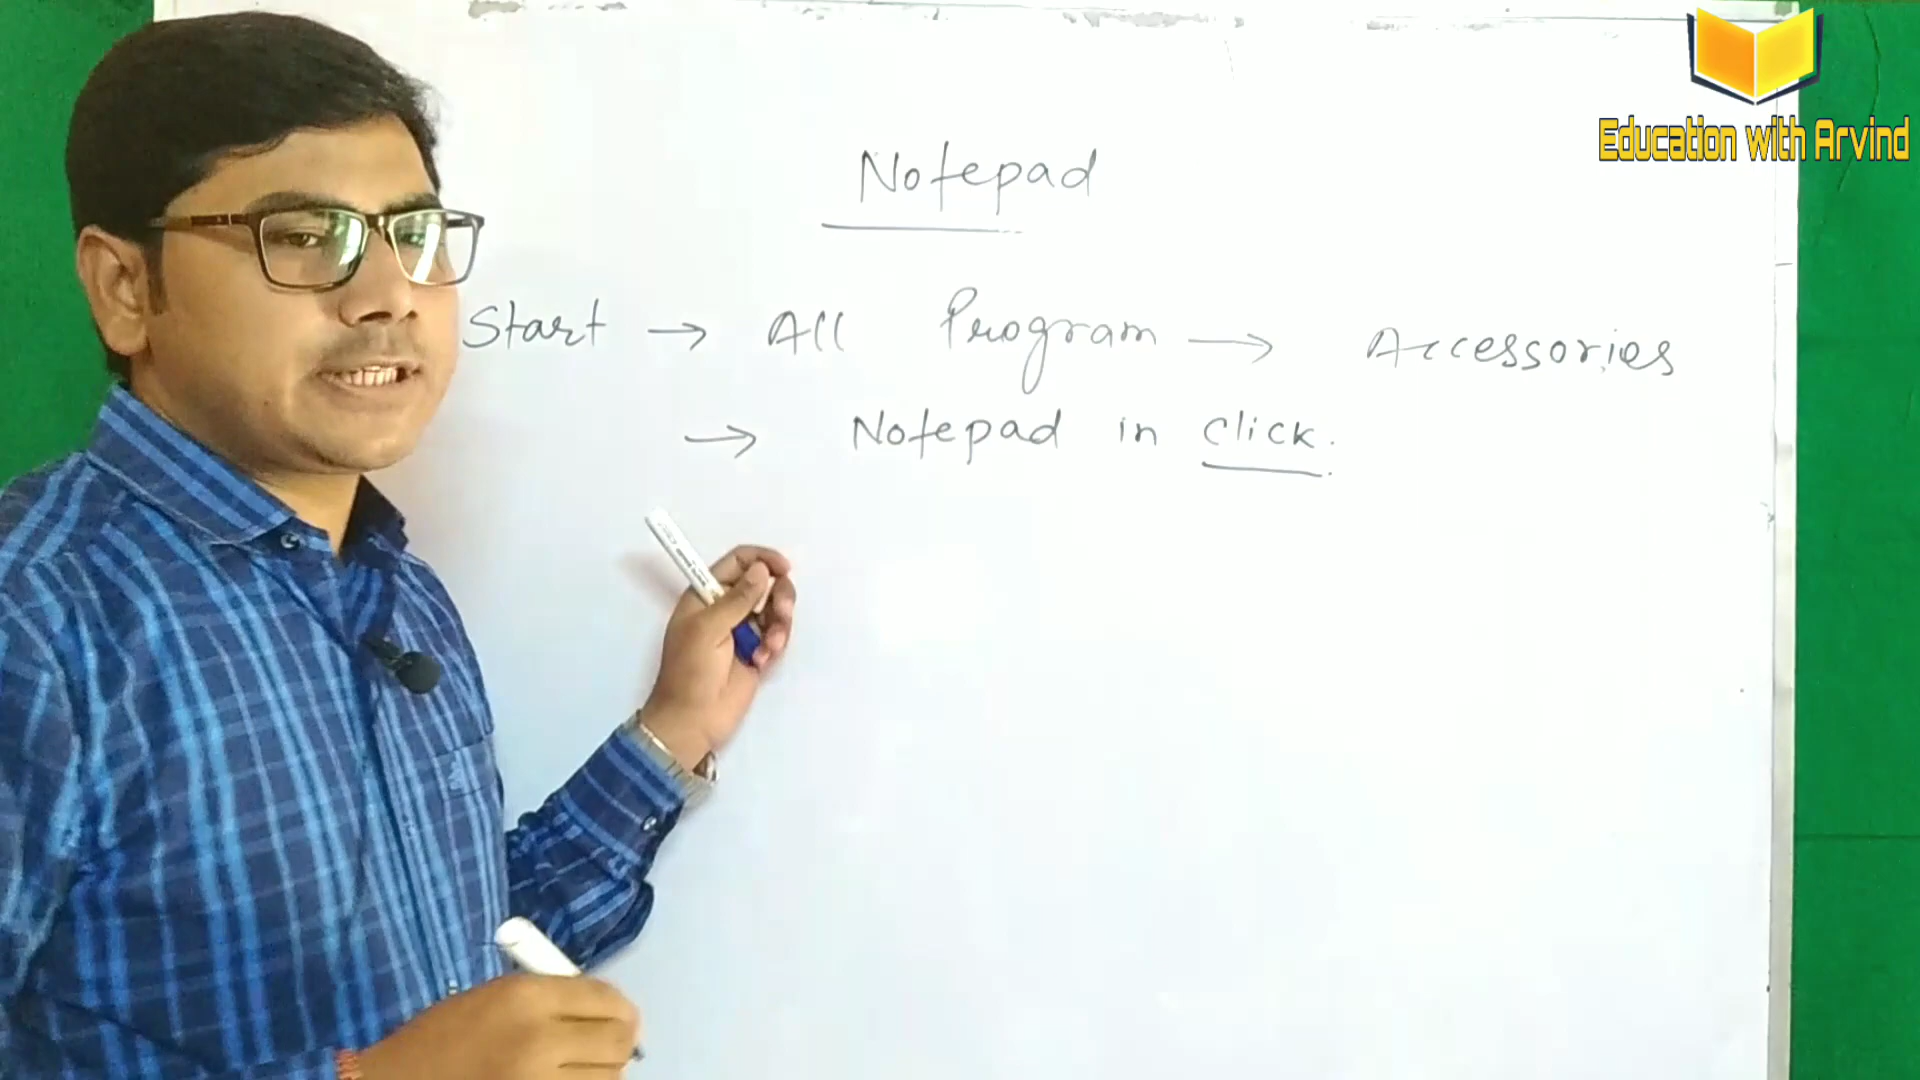 Education with Arvind
Notepad
Start → All Program → Accessories
→ Notepad in click.